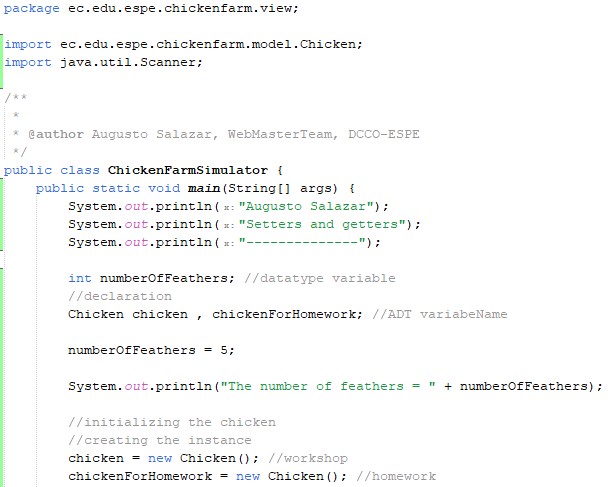 package ec.edu.espe.chickenfarm.view;
import ec.edu.espe.chickenfarm.model.Chicken;
import java.util.Scanner;
/**
 *
 * @author Augusto Salazar, WebMasterTeam, DCCO-ESPE
 */
public class ChickenFarmSimulator {
    public static void main(String[] args) {
        System.out.println( x: "Augusto Salazar");
        System.out.println( x: "Setters and getters");
        System.out.println( x: "--------------");
        int numberOfFeathers; //datatype variable
        //declaration
        Chicken chicken , chickenForHomework; //ADT variabeName
        numberOfFeathers = 5;
        System.out.println("The number of feathers = " + numberOfFeathers);
        //initializing the chicken
        //creating the instance
        chicken = new Chicken(); //workshop
        chickenForHomework = new Chicken(); //homework